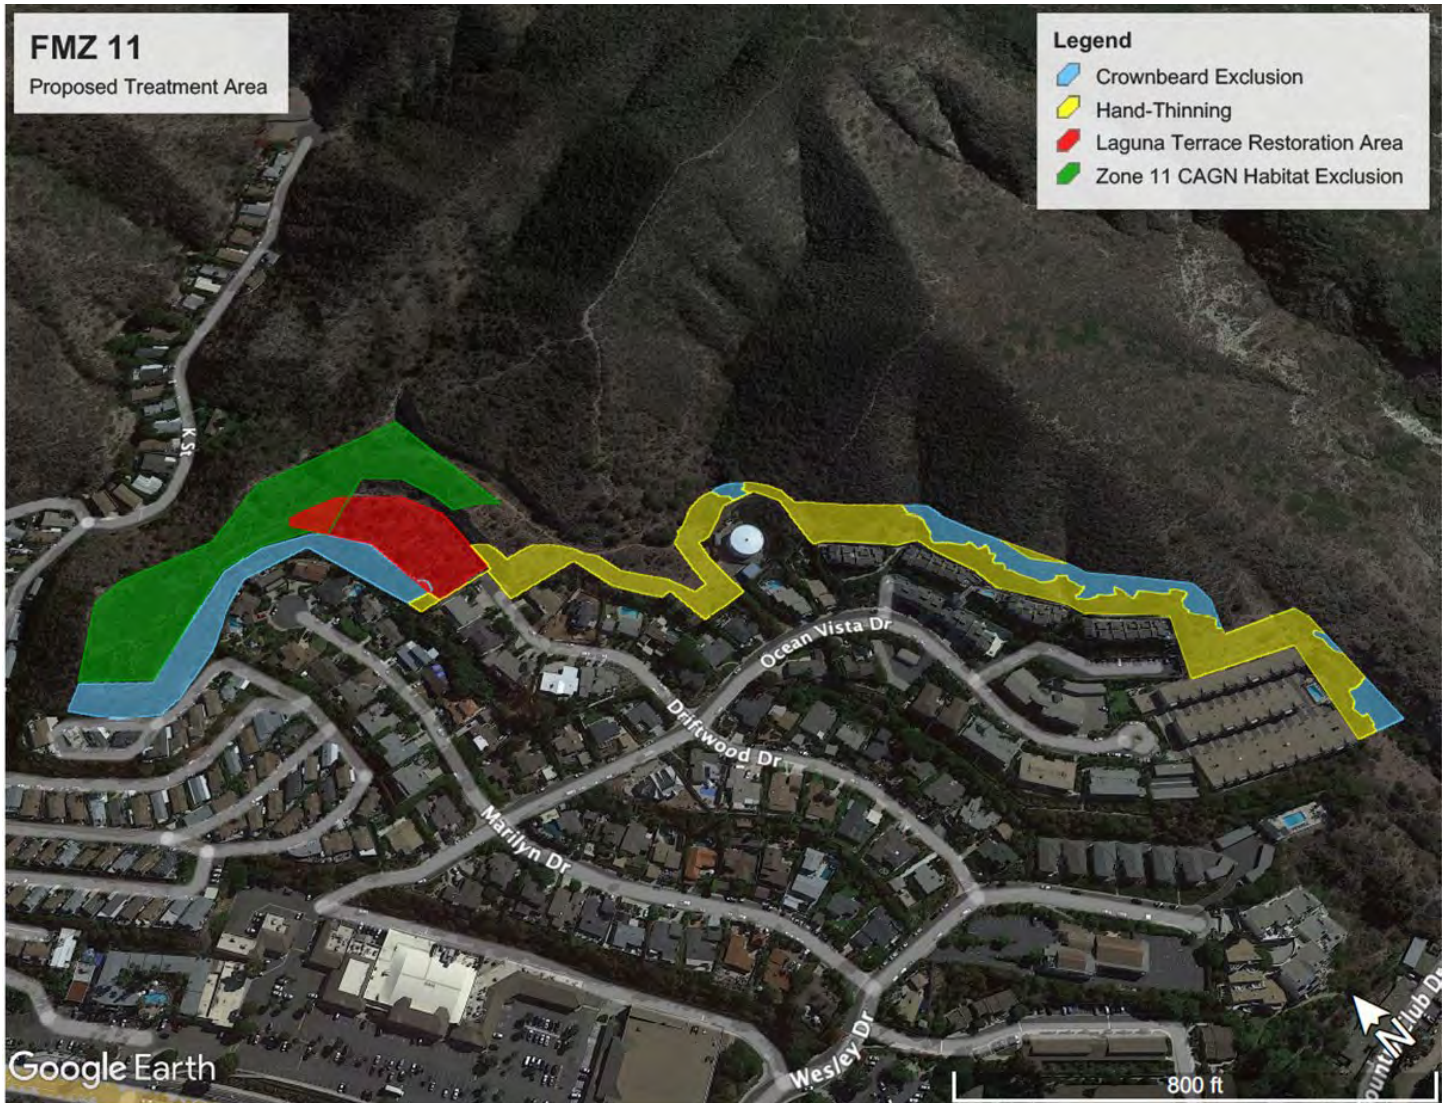 FMZ 11
Proposed Treatment Area
Legend
Crownbeard Exclusion
Hand-Thinning
Laguna Terrace Restoration Area
Zone 11 CAGN Habitat Exclusion
K St
Ocean Vista Dr
Driftwood Dr
Marilyn Dr
Wesley Dr
N
Google Earth
800 ft